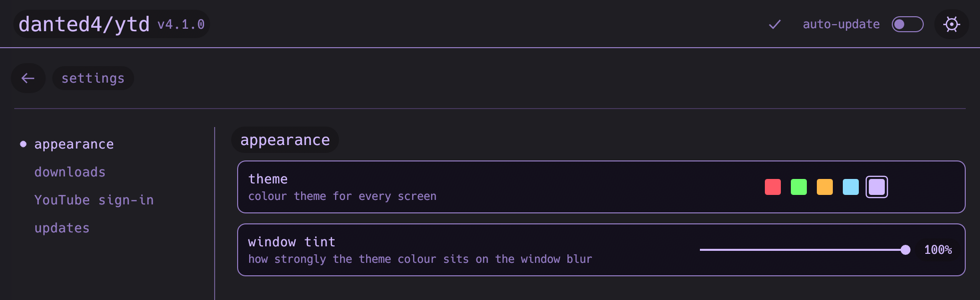 danted4/ytd v4.1.0
auto-update
settings
appearance
downloads
YouTube sign-in
updates
appearance
theme
colour theme for every screen
window tint
how strongly the theme colour sits on the window blur
100%